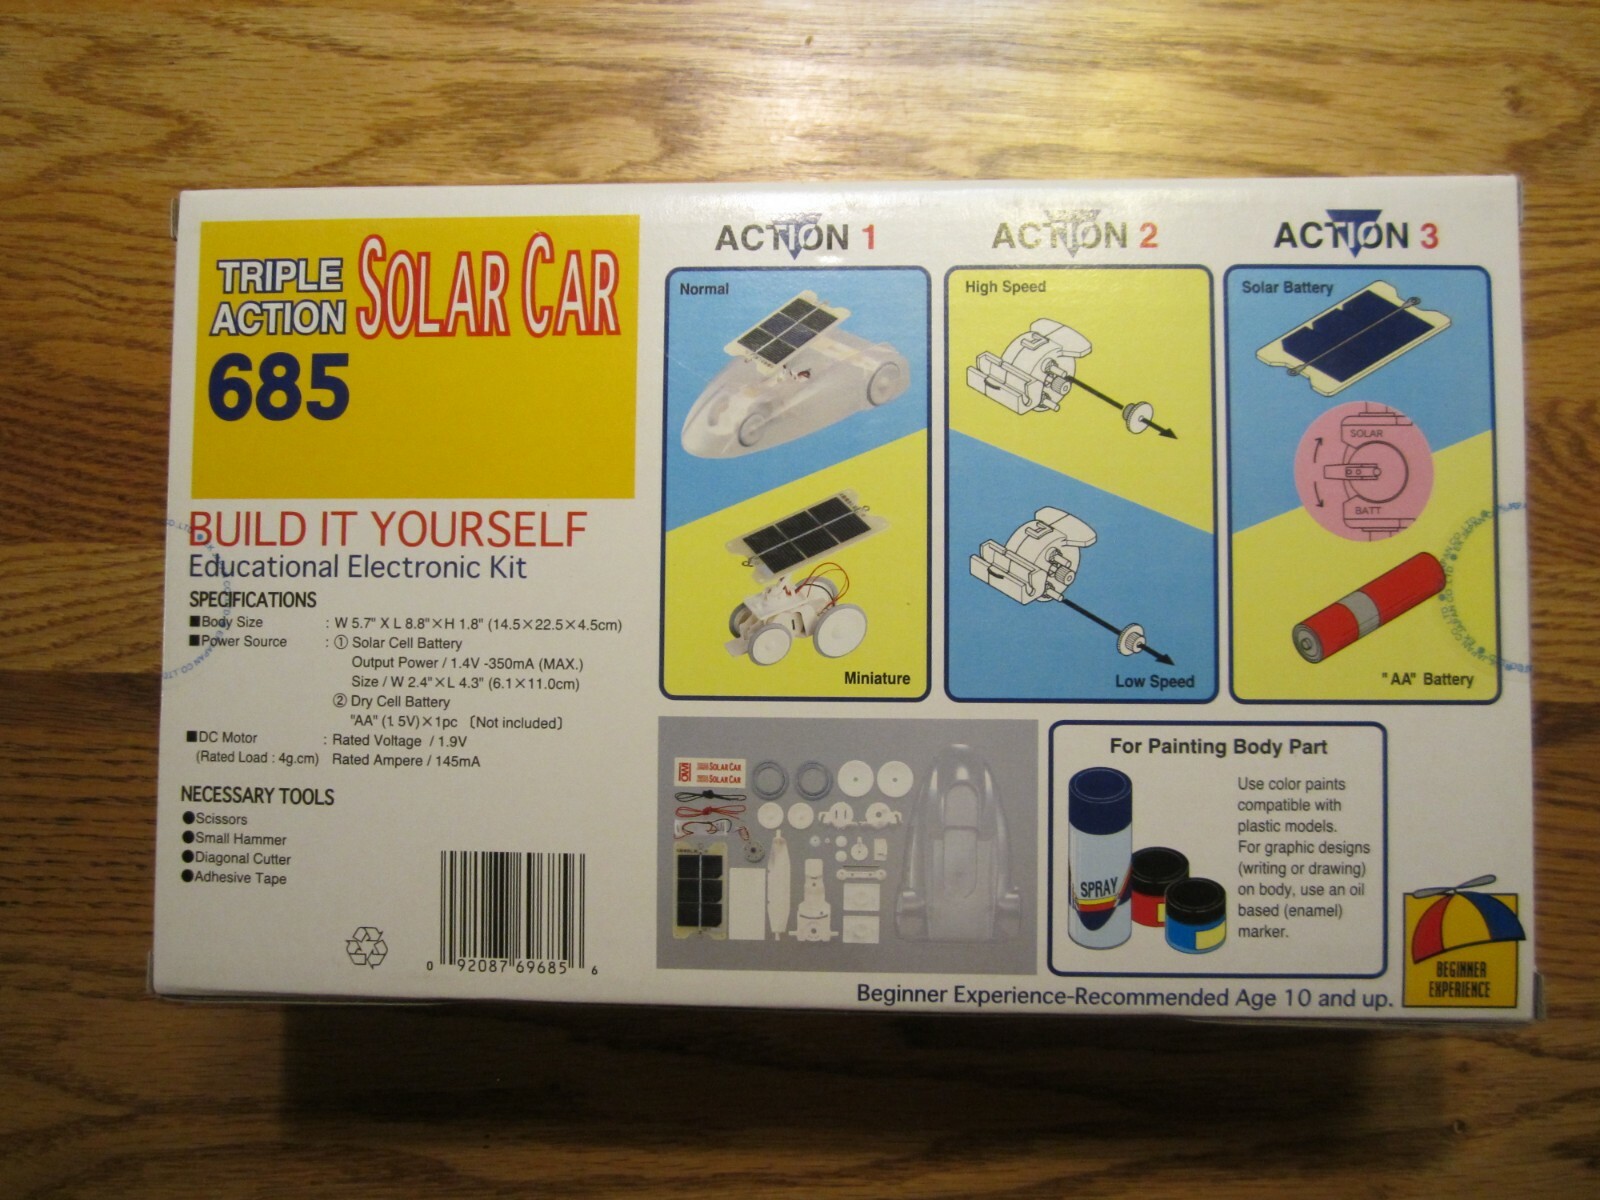 TRIPLE
ACTION
SOLAR CAR
685
BUILD IT YOURSELF
Educational Electronic Kit
SPECIFICATIONS
■Body Size : W 5.7" X L 8.8"×H 1.8" (14.5×22.5×4.5cm)
■Power Source : ① Solar Cell Battery
Output Power / 1.4V -350mA (MAX.)
Size / W 2.4"×L 4.3" (6.1×11.0cm)
② Dry Cell Battery
"AA" (1.5V)×1pc 〔Not included〕
■DC Motor : Rated Voltage / 1.9V
(Rated Load : 4g.cm) Rated Ampere / 145mA
NECESSARY TOOLS
●Scissors
●Small Hammer
●Diagonal Cutter
●Adhesive Tape
0 92087 69685 6
ACTION 1
Normal
Miniature
ACTION 2
High Speed
Low Speed
ACTION 3
Solar Battery
SOLAR
BATT
"AA" Battery
SOLAR CAR
SOLAR CAR
For Painting Body Part
SPRAY
Use color paints
compatible with
plastic models.
For graphic designs
(writing or drawing)
on body, use an oil
based (enamel)
marker.
Beginner Experience-Recommended Age 10 and up.
BEGINNER
EXPERIENCE